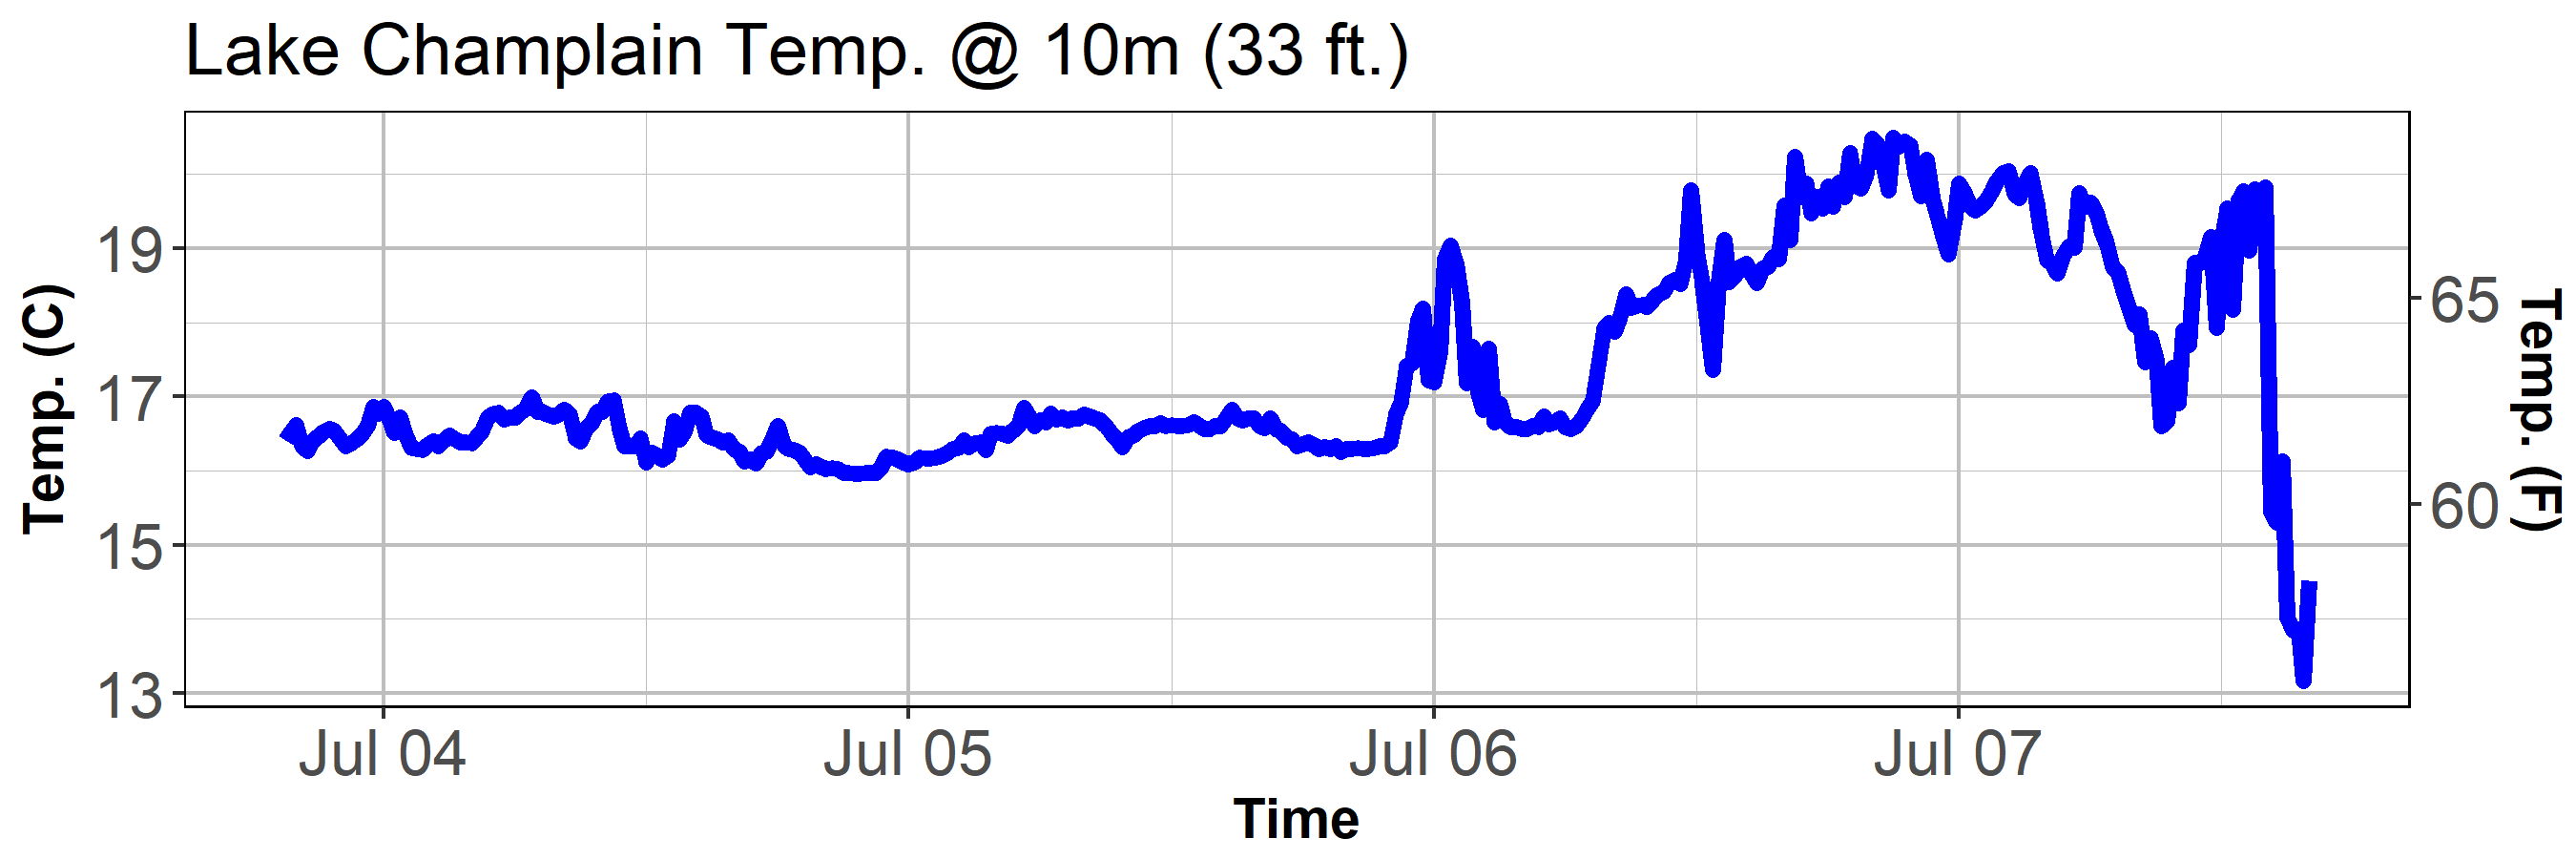 Lake Champlain Temp. @ 10m (33 ft.)
Temp. (C)
19
17
15
13
65
60
Temp. (F)
Jul 04
Jul 05
Jul 06
Jul 07
Time